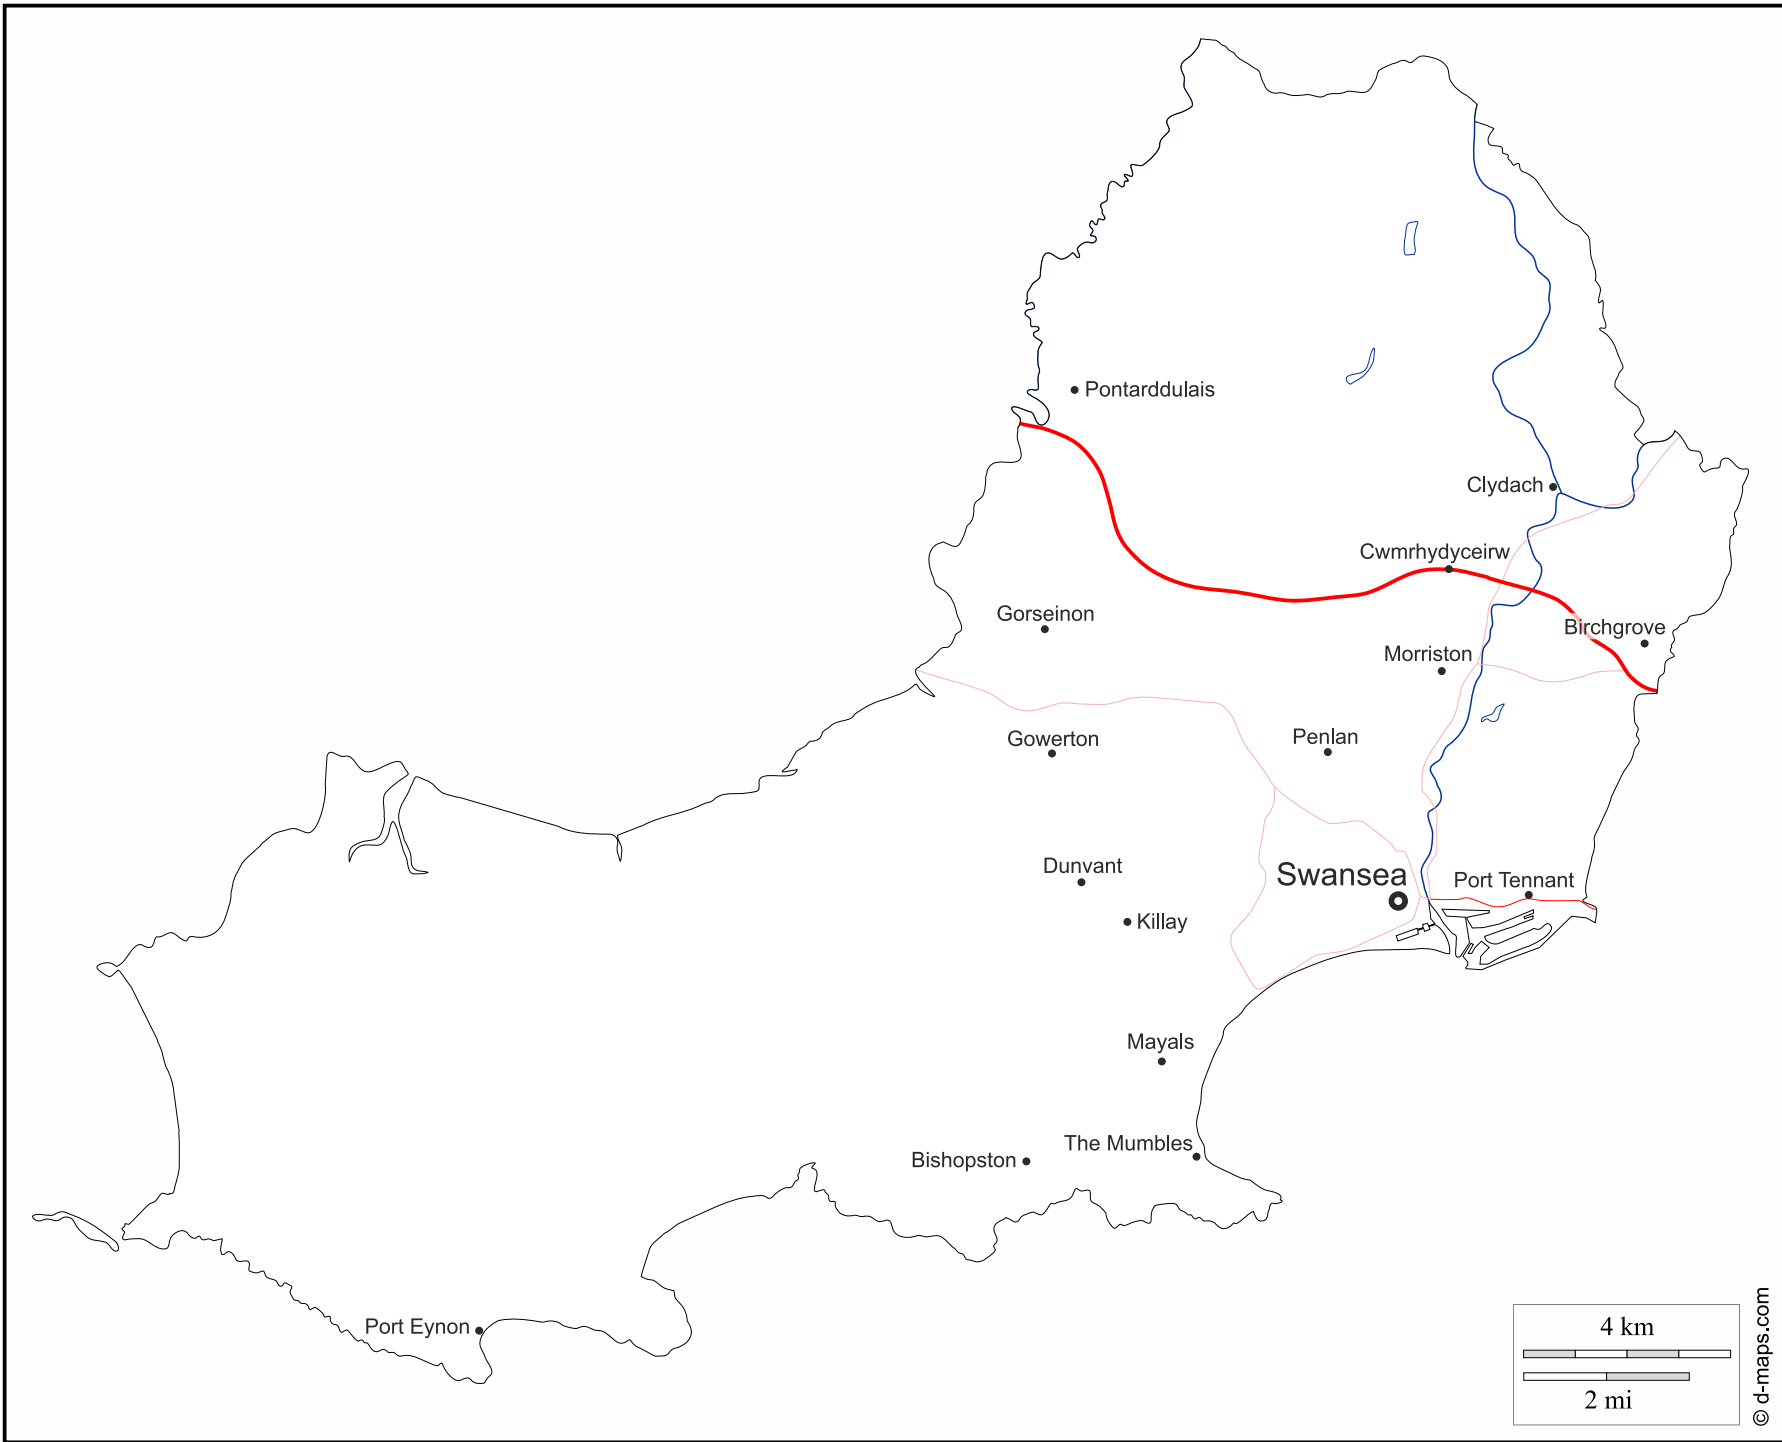 Pontarddulais
Clydach
Cwmrhydyceirw
Gorseinon
Birchgrove
Morriston
Gowerton
Penlan
Dunvant
Swansea
Port Tennant
Killay
Mayals
The Mumbles
Bishopston
Port Eynon
4 km
2 mi
© d-maps.com